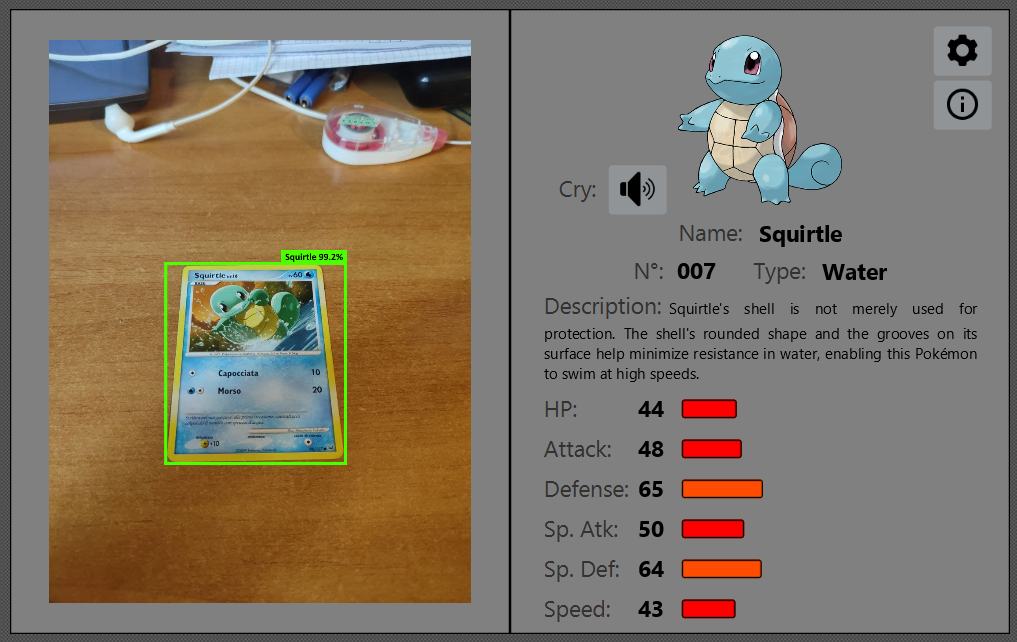 Squirtle 99.2%
Squirtle
60
BASE
Capocciata 10
Morso 20
+10
Cry:
Name: Squirtle
N°: 007 Type: Water
Description: Squirtle's shell is not merely used for
protection. The shell's rounded shape and the grooves on its
surface help minimize resistance in water, enabling this Pokémon
to swim at high speeds.
HP: 44
Attack: 48
Defense: 65
Sp. Atk: 50
Sp. Def: 64
Speed: 43